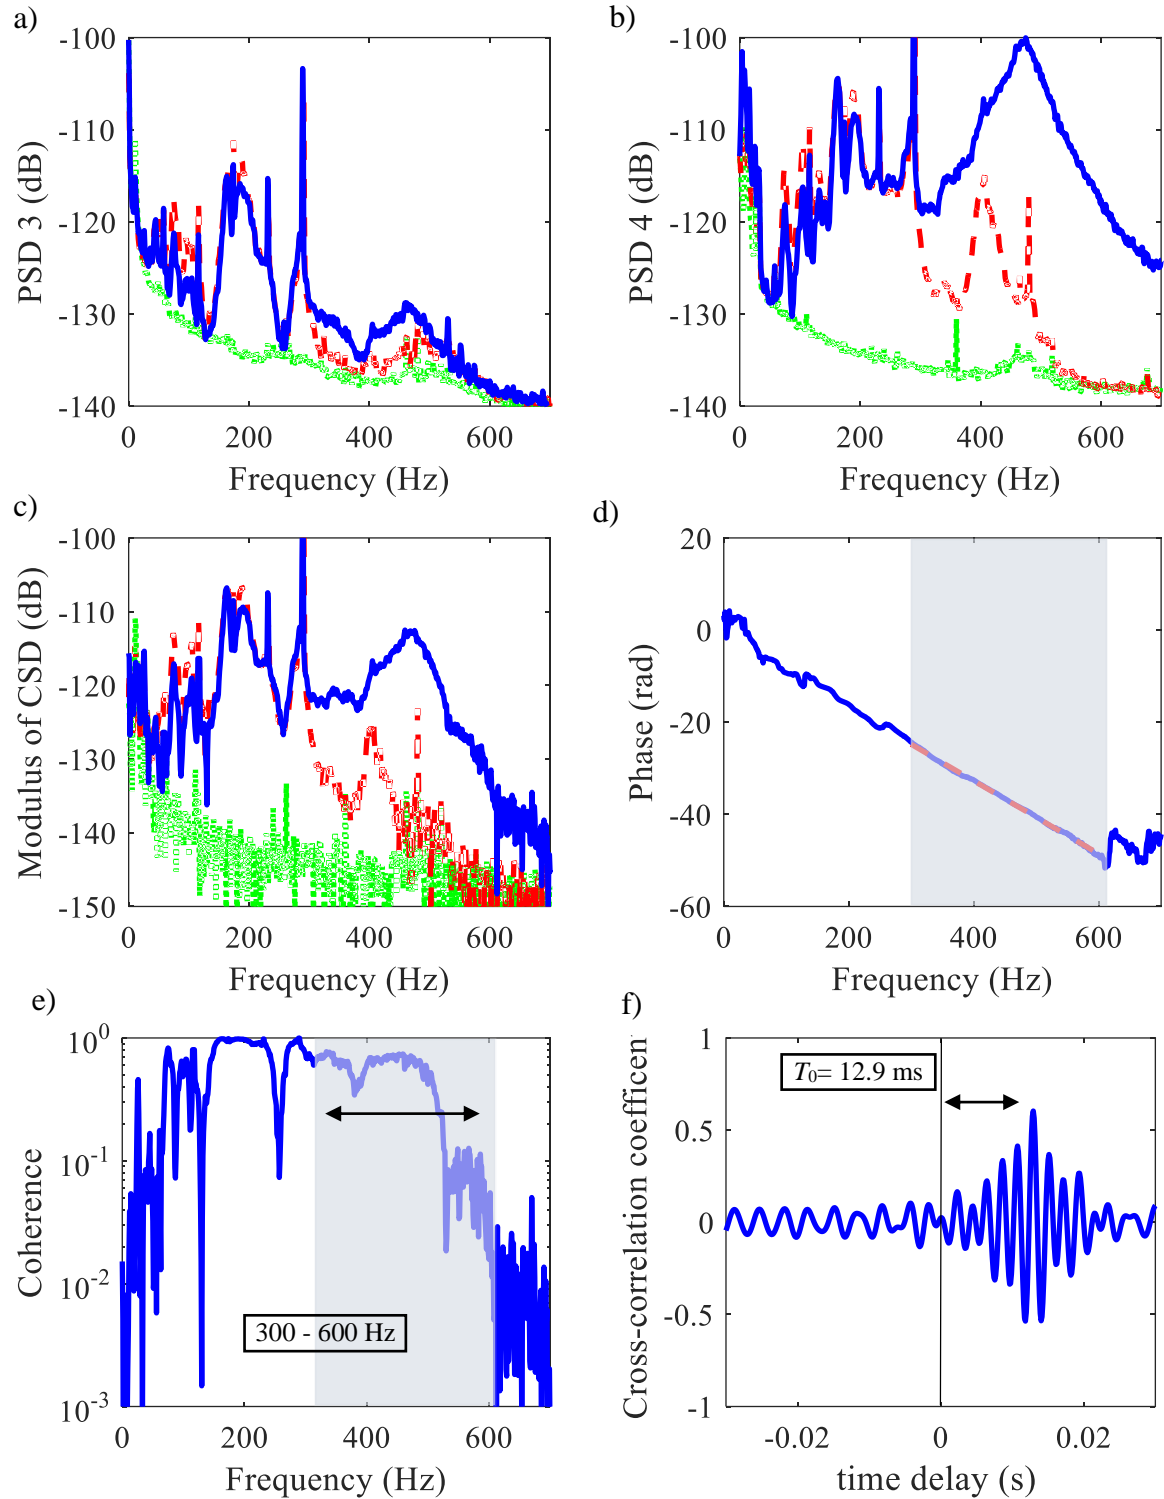 a)
-100
-110
-120
-130
-140
PSD 3 (dB)
0 200 400 600
Frequency (Hz)
b)
-100
-110
-120
-130
-140
PSD 4 (dB)
0 200 400 600
Frequency (Hz)
c)
-100
-110
-120
-130
-140
-150
Modulus of CSD (dB)
0 200 400 600
Frequency (Hz)
d)
20
0
-20
-40
-60
Phase (rad)
0 200 400 600
Frequency (Hz)
e)
10^0
10^-1
10^-2
10^-3
Coherence
300 - 600 Hz
0 200 400 600
Frequency (Hz)
f)
1
0.5
0
-0.5
-1
Cross-correlation coefficen
T0= 12.9 ms
-0.02 0 0.02
time delay (s)